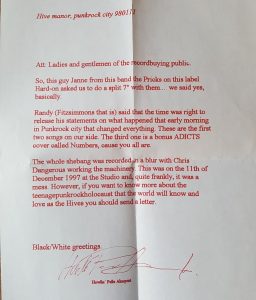 Hive manor, punkrock city 980111
Att: Ladies and gentlemen of the recordbuying public.
So, this guy Janne from this band the Pricks on this label
Hard-on asked us to do a split 7" with them... we said yes,
basically.
Randy (Fitzsimmons that is) said that the time was right to
release his statements on what happened that early morning
in Punkrock city that changed everything. These are the first
two songs on our side. The third one is a bonus ADICTS
cover called Numbers, cause you all are.
The whole shebang was recorded in a blur with Chris
Dangerous working the machinery. This was on the 11th of
December 1997 at the Studio and, quite frankly, it was a
mess. However, if you want to know more about the
teenagepunkrockholocaust that the world will know and
love as the Hives you should send a letter.
Black/White greetings
Howlin' Pelle Almqvist